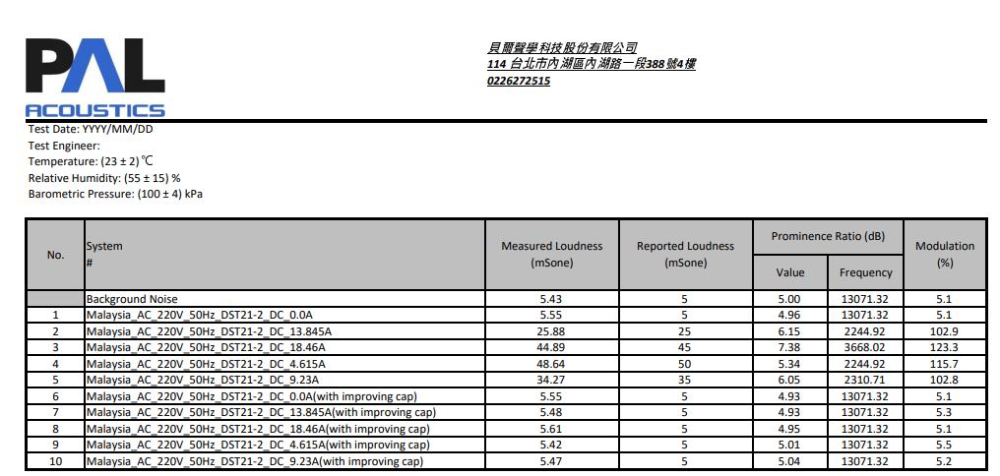 PAL
ACOUSTICS
貝爾聲學科技股份有限公司
114 台北市內湖區內湖路一段388號4樓
0226272515
Test Date: YYYY/MM/DD
Test Engineer:
Temperature: (23 ± 2) ℃
Relative Humidity: (55 ± 15) %
Barometric Pressure: (100 ± 4) kPa
No. System # Measured Loudness (mSone) Reported Loudness (mSone) Prominence Ratio (dB) Value Frequency Modulation (%)
Background Noise 5.43 5 5.00 13071.32 5.1
1 Malaysia_AC_220V_50Hz_DST21-2_DC_0.0A 5.55 5 4.96 13071.32 5.1
2 Malaysia_AC_220V_50Hz_DST21-2_DC_13.845A 25.88 25 6.15 2244.92 102.9
3 Malaysia_AC_220V_50Hz_DST21-2_DC_18.46A 44.89 45 7.38 3668.02 123.3
4 Malaysia_AC_220V_50Hz_DST21-2_DC_4.615A 48.64 50 5.34 2244.92 115.7
5 Malaysia_AC_220V_50Hz_DST21-2_DC_9.23A 34.27 35 6.05 2310.71 102.8
6 Malaysia_AC_220V_50Hz_DST21-2_DC_0.0A(with improving cap) 5.55 5 4.93 13071.32 5.1
7 Malaysia_AC_220V_50Hz_DST21-2_DC_13.845A(with improving cap) 5.48 5 4.93 13071.32 5.3
8 Malaysia_AC_220V_50Hz_DST21-2_DC_18.46A(with improving cap) 5.61 5 4.95 13071.32 5.1
9 Malaysia_AC_220V_50Hz_DST21-2_DC_4.615A(with improving cap) 5.42 5 5.01 13071.32 5.5
10 Malaysia_AC_220V_50Hz_DST21-2_DC_9.23A(with improving cap) 5.47 5 5.04 13071.32 5.2